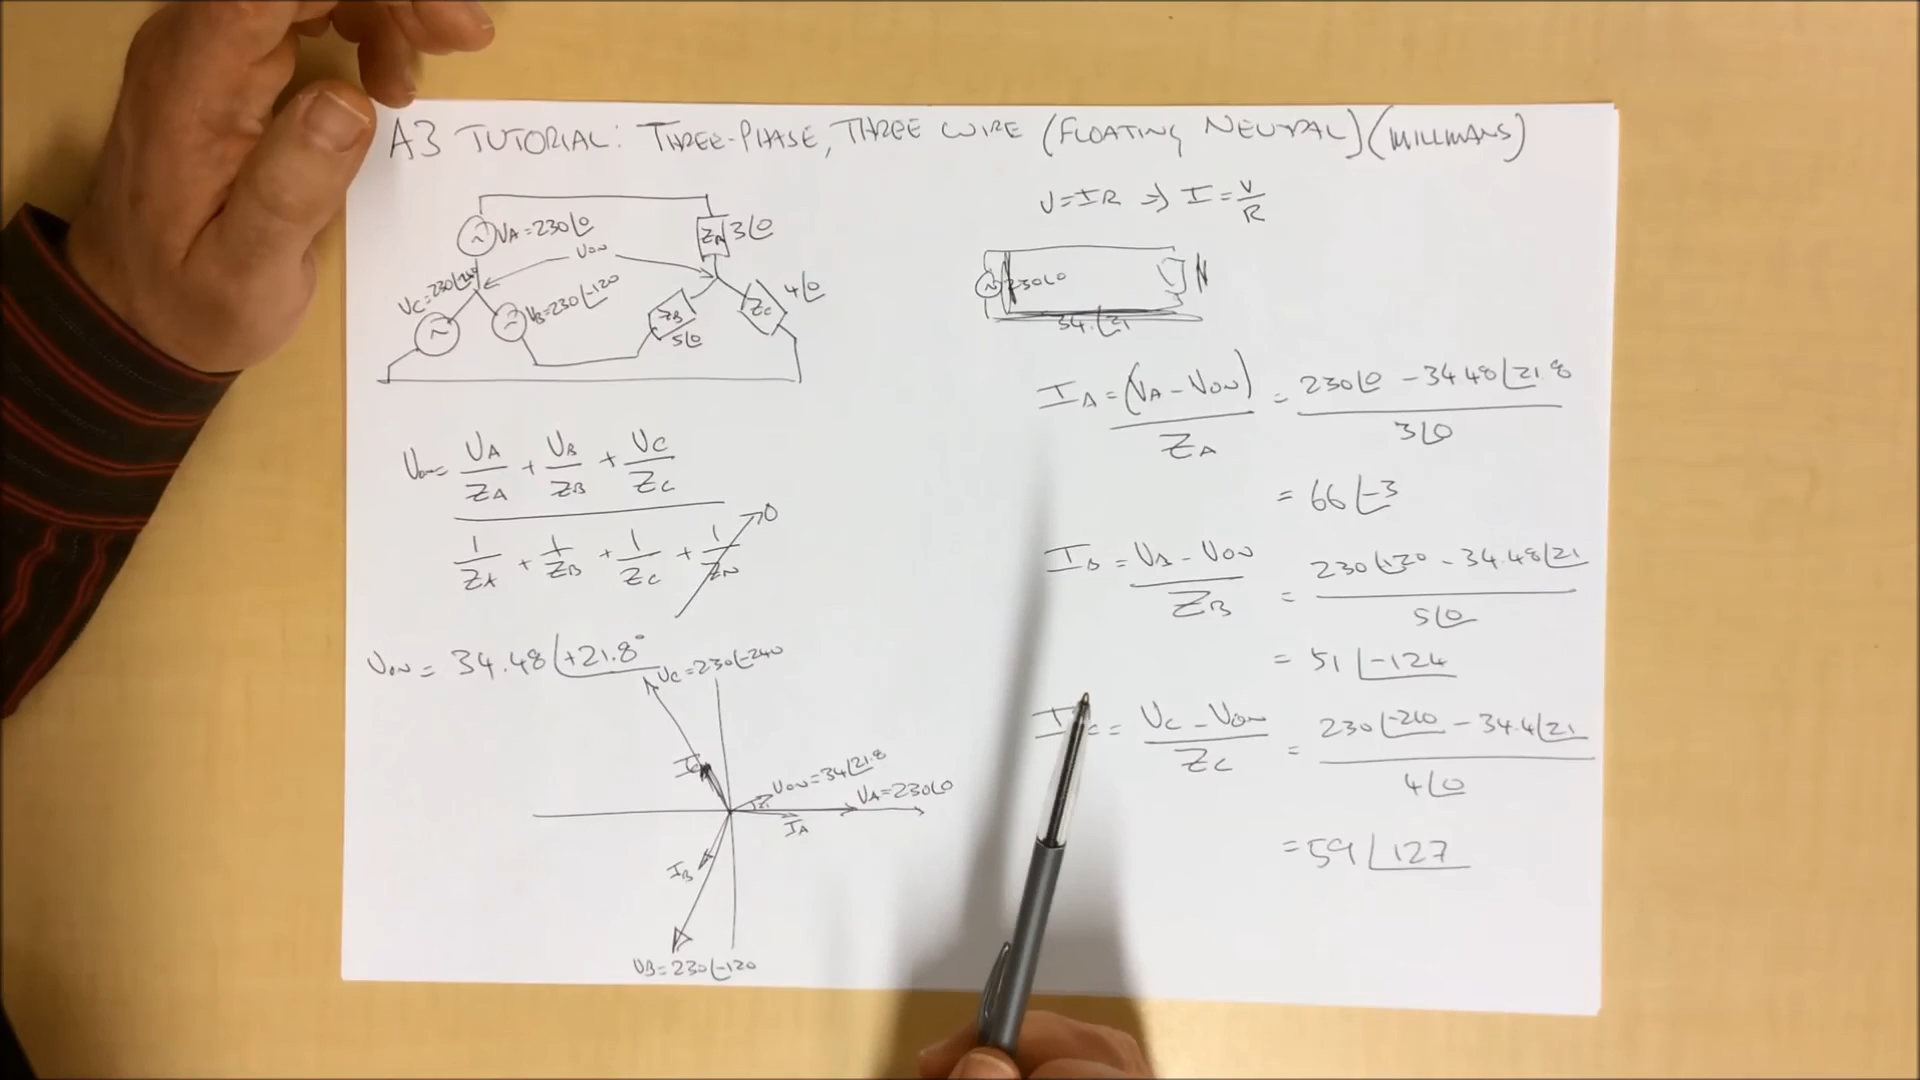 A3 TUTORIAL: THREE-PHASE, THREE WIRE (FLOATING NEUTRAL) (MILLMANS)
VA=230∠0
ZA 3∠0
VON
VC=230∠-240
VB=230∠-120
ZB
5∠0
ZC
4∠0
VON = VA/ZA + VB/ZB + VC/ZC
1/ZA + 1/ZB + 1/ZC + 1/ZN → 0
VON = 34.48∠+21.8°
VC=230∠-240
VON=34∠21.8
VA=230∠0
IA
IB
VB=230∠-120
V=IR ⇒ I = V/R
230∠0
N
34.∠21
IA = (VA - VON)/ZA = 230∠0 - 34.48∠21.8 / 3∠0
= 66∠-3
IB = VB - VON / ZB = 230∠-120 - 34.48∠21 / 5∠0
= 51∠-124
IC = VC - VON / ZC = 230∠-240 - 34.4∠21 / 4∠0
= 59∠127